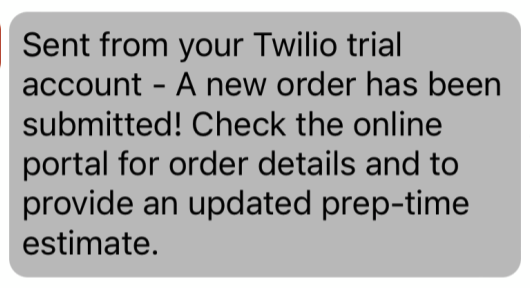 Sent from your Twilio trial
account - A new order has been
submitted! Check the online
portal for order details and to
provide an updated prep-time
estimate.